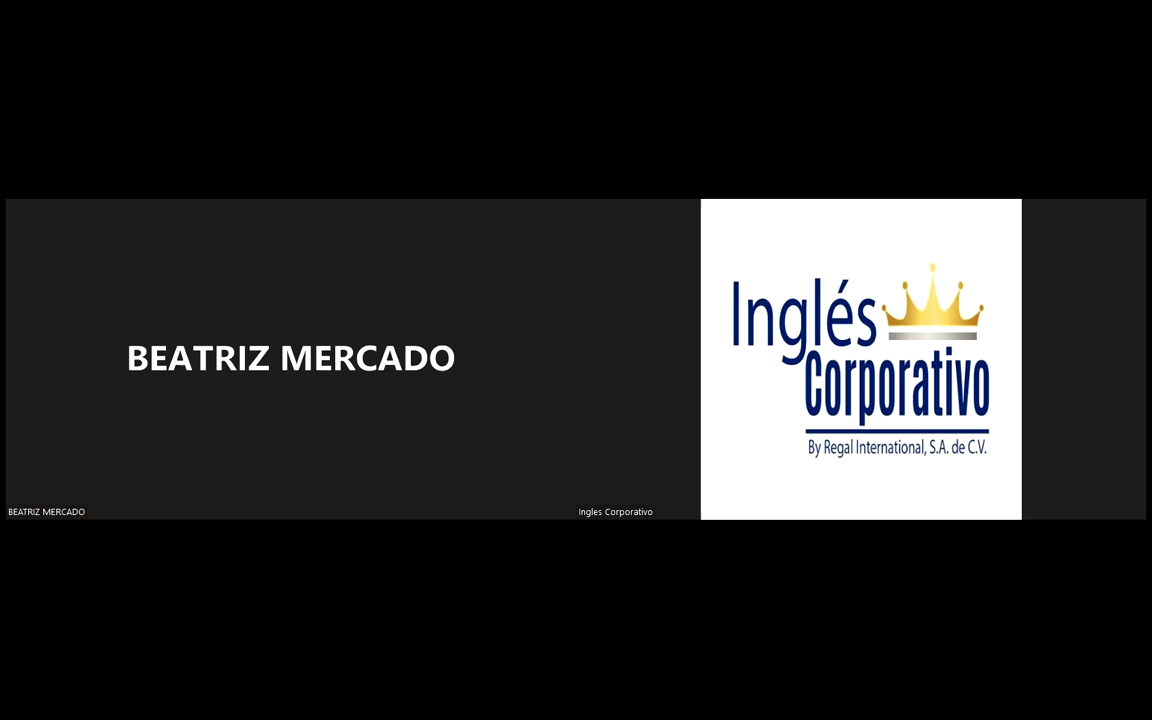 BEATRIZ MERCADO
BEATRIZ MERCADO
Inglés
Corporativo
By Regal International, S.A. de C.V.
Ingles Corporativo